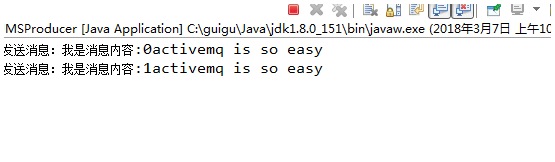 MSProducer [Java Application] C:\guigu\Java\jdk1.8.0_151\bin\javaw.exe (2018年3月7日 上午10
发送消息: 我是消息内容:0activemq is so easy
发送消息: 我是消息内容:1activemq is so easy